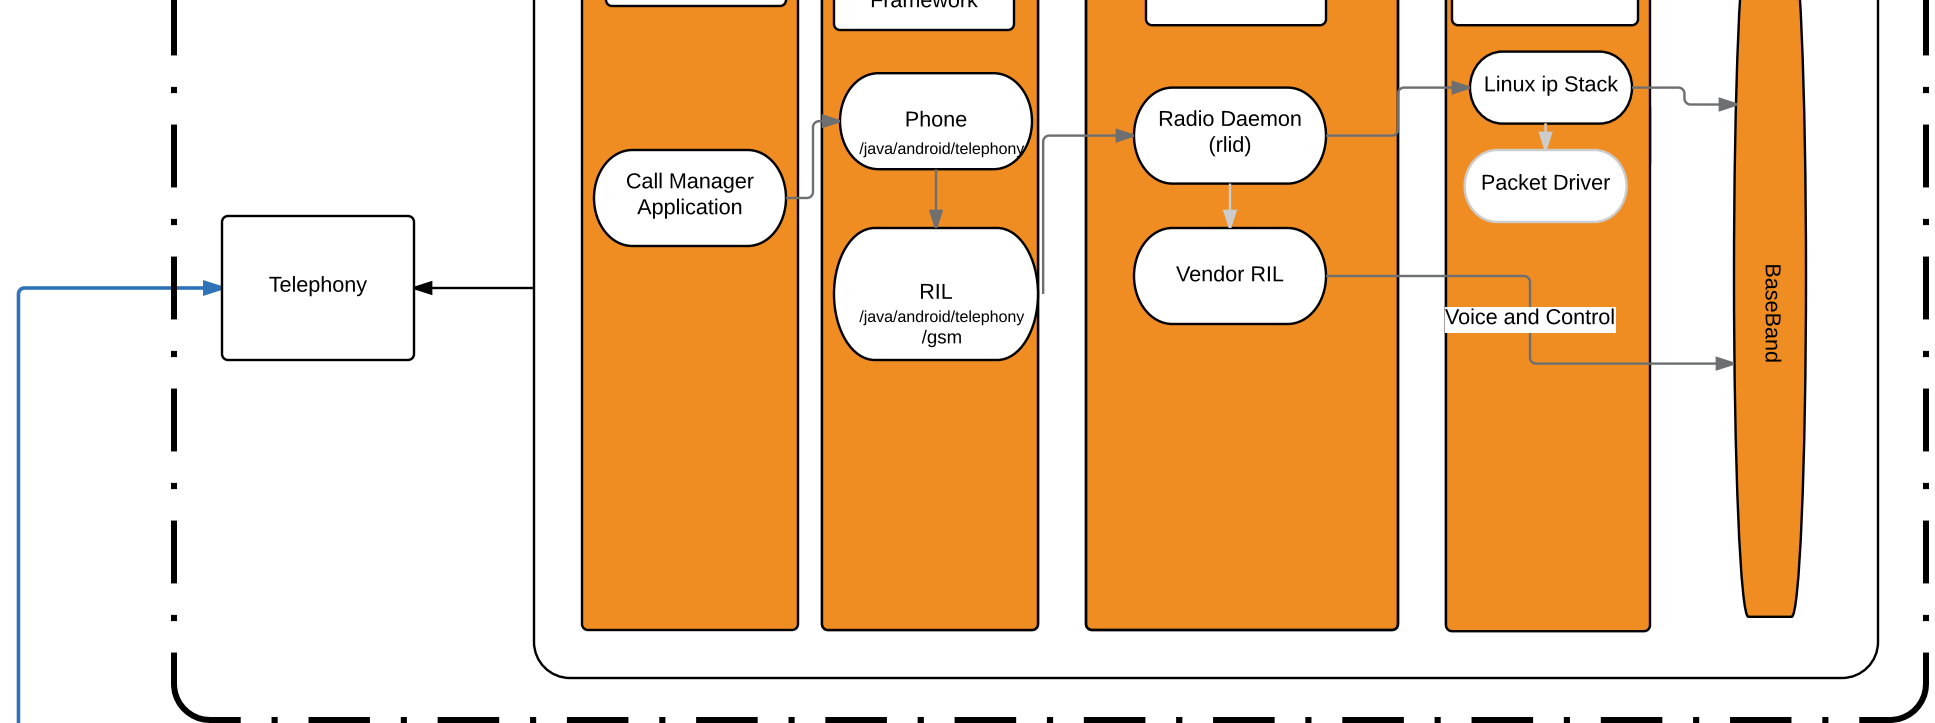 Framework
Linux ip Stack
Phone
/java/android/telephony
Radio Daemon
(rlid)
Call Manager
Application
Packet Driver
Telephony
RIL
/java/android/telephony
/gsm
Vendor RIL
Voice and Control
BaseBand